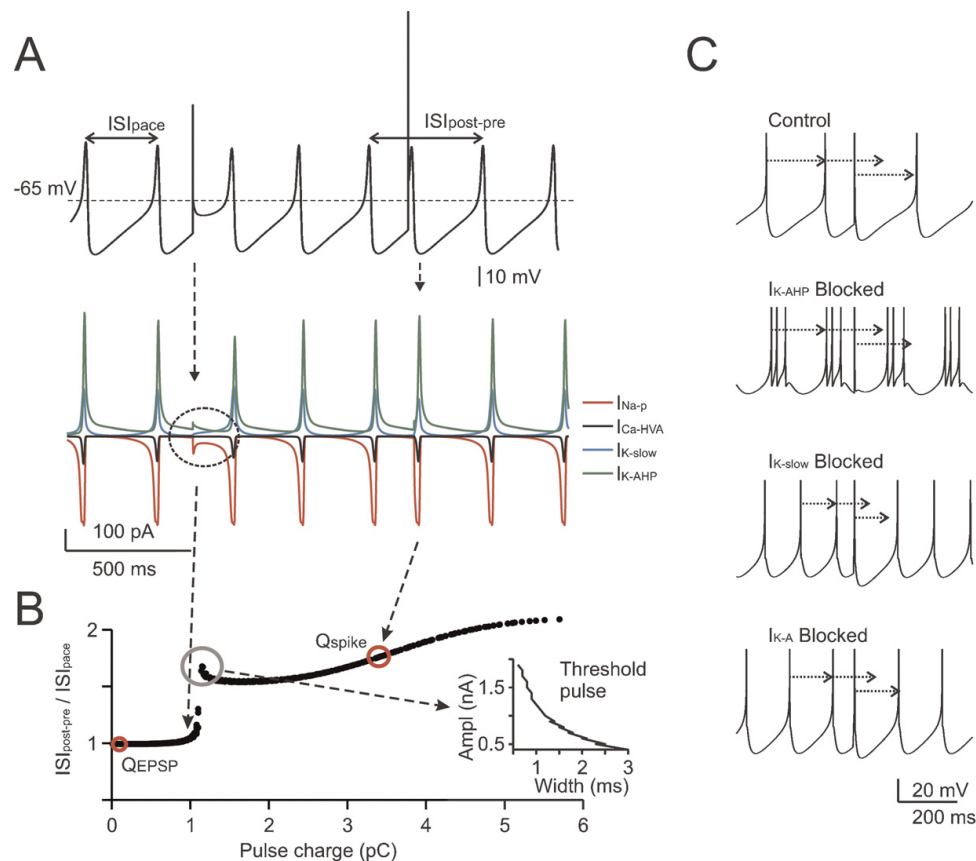 A
ISIpace
ISIpost-pre
-65 mV
10 mV
INa-p
ICa-HVA
IK-slow
IK-AHP
100 pA
500 ms
B
2
1
ISIpost-pre / ISIpace
QEPSP
Qspike
0 1 2 3 4 5 6
Pulse charge (pC)
Threshold
pulse
1.5
0.5
Ampl (nA)
1 2 3
Width (ms)
C
Control
IK-AHP Blocked
IK-slow Blocked
IK-A Blocked
20 mV
200 ms